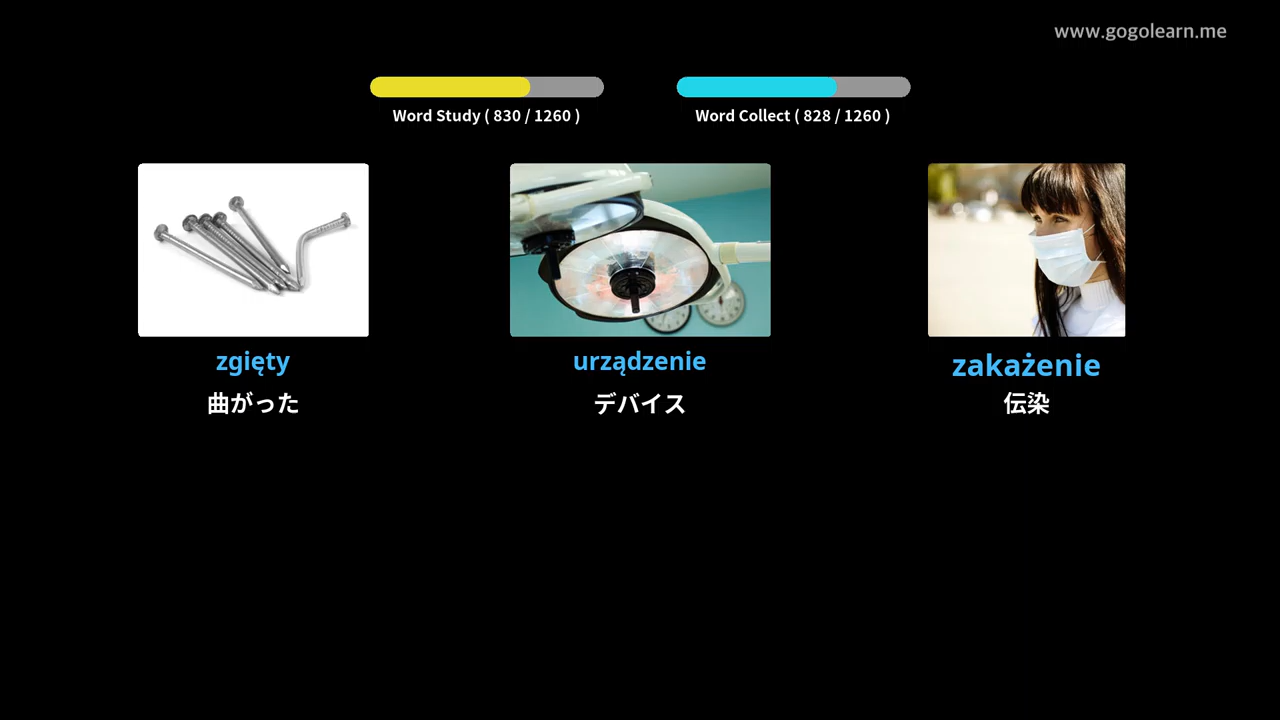 www.gogolearn.me
Word Study ( 830 / 1260 )
Word Collect ( 828 / 1260 )
zgięty
曲がった
urządzenie
デバイス
zakażenie
伝染